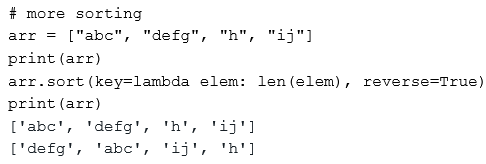 # more sorting
arr = ["abc", "defg", "h", "ij"]
print(arr)
arr.sort(key=lambda elem: len(elem), reverse=True)
print(arr)
['abc', 'defg', 'h', 'ij']
['defg', 'abc', 'ij', 'h']